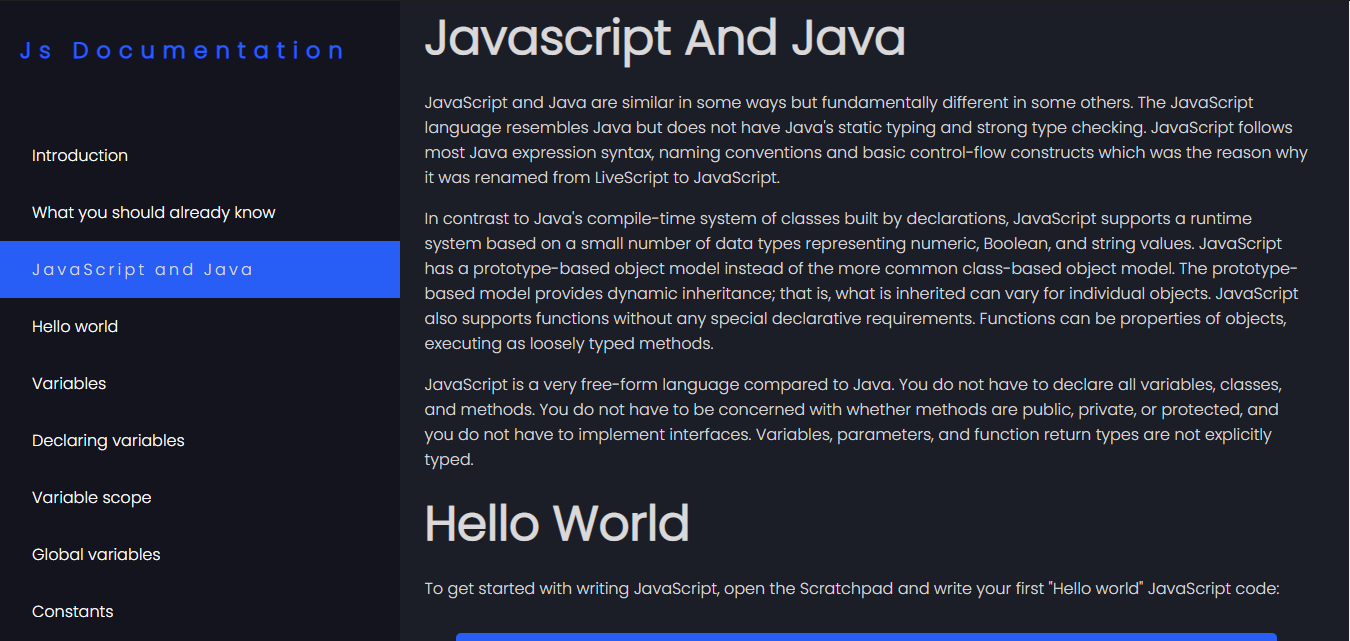 Js Documentation
Introduction
What you should already know
JavaScript and Java
Hello world
Variables
Declaring variables
Variable scope
Global variables
Constants
Javascript And Java
JavaScript and Java are similar in some ways but fundamentally different in some others. The JavaScript
language resembles Java but does not have Java's static typing and strong type checking. JavaScript follows
most Java expression syntax, naming conventions and basic control-flow constructs which was the reason why
it was renamed from LiveScript to JavaScript.
In contrast to Java's compile-time system of classes built by declarations, JavaScript supports a runtime
system based on a small number of data types representing numeric, Boolean, and string values. JavaScript
has a prototype-based object model instead of the more common class-based object model. The prototype-
based model provides dynamic inheritance; that is, what is inherited can vary for individual objects. JavaScript
also supports functions without any special declarative requirements. Functions can be properties of objects,
executing as loosely typed methods.
JavaScript is a very free-form language compared to Java. You do not have to declare all variables, classes,
and methods. You do not have to be concerned with whether methods are public, private, or protected, and
you do not have to implement interfaces. Variables, parameters, and function return types are not explicitly
typed.
Hello World
To get started with writing JavaScript, open the Scratchpad and write your first "Hello world" JavaScript code: